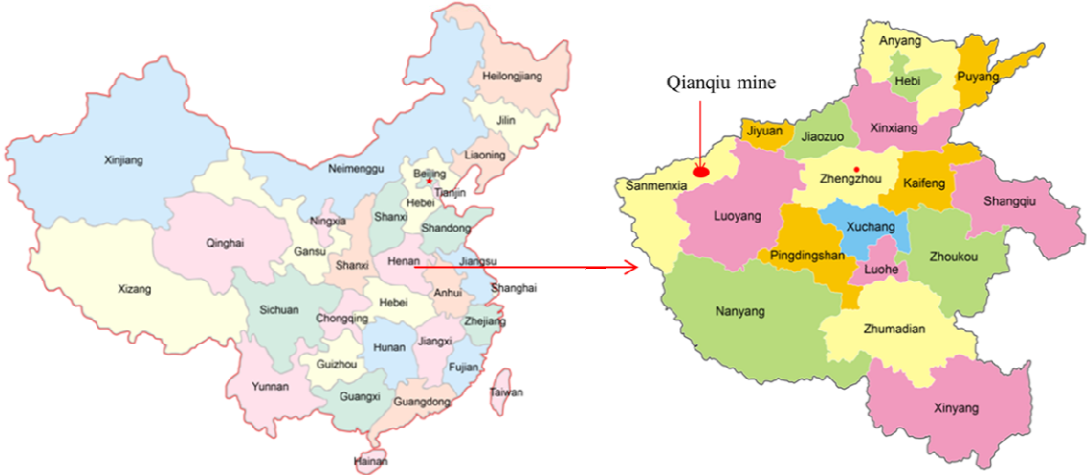 Heilongjiang
Jilin
Xinjiang
Liaoning
Neimenggu
Beijing
Tianjin
Hebei
Ningxia
Shanxi
Shandong
Qinghai
Gansu
Shanxi
Henan
Jiangsu
Xizang
Shanghai
Anhui
Hebei
Sichuan
Chongqing
Zhejiang
Hunan
Jiangxi
Guizhou
Fujian
Yunnan
Guangxi
Guangdong
Taiwan
Hainan
Qianqiu mine
Anyang
Hebi
Puyang
Jiyuan
Jiaozuo
Xinxiang
Sanmenxia
Zhengzhou
Kaifeng
Luoyang
Shangqiu
Xuchang
Pingdingshan
Luohe
Zhoukou
Nanyang
Zhumadian
Xinyang